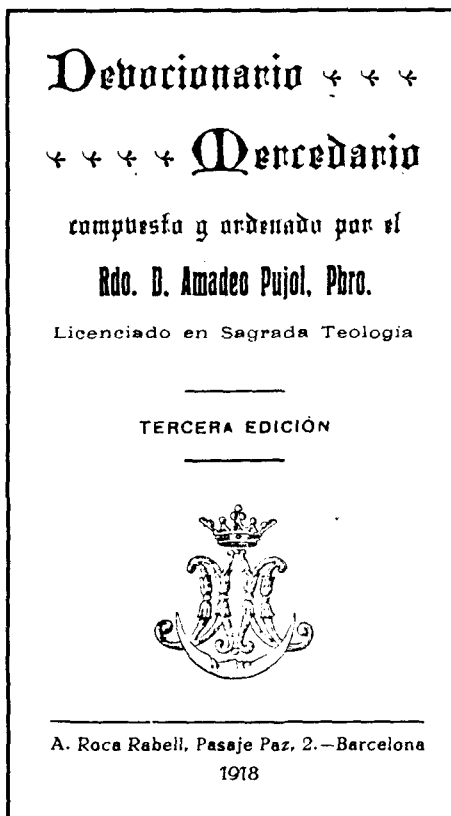 Devocionario
Mercedario
compuesto y ordenado por el
Rdo. D. Amadeo Pujol, Pbro.
Licenciado en Sagrada Teología
TERCERA EDICIÓN
A. Roca Rabell, Pasaje Paz, 2.—Barcelona
1918